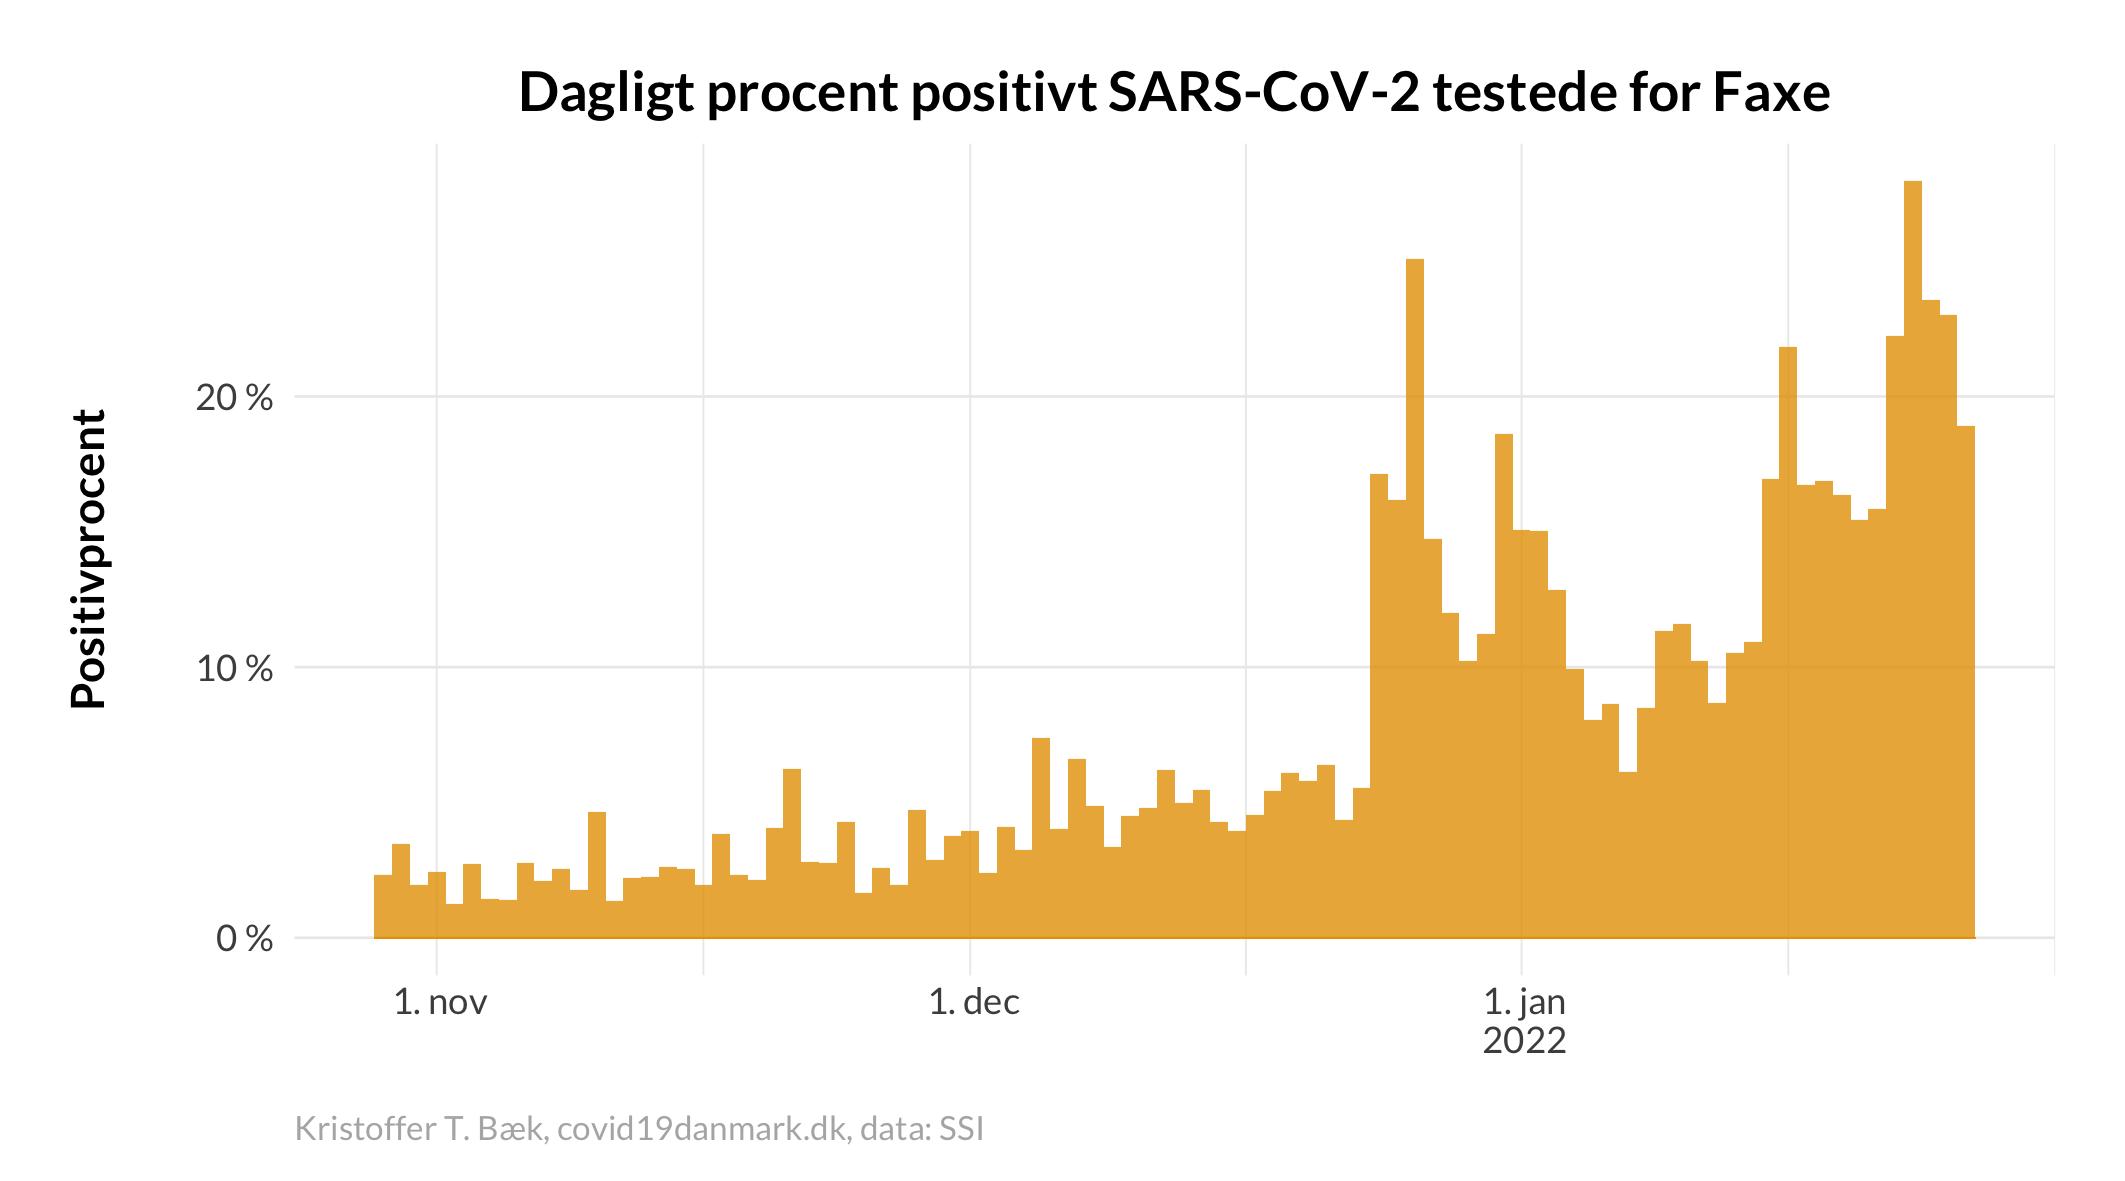 Dagligt procent positivt SARS-CoV-2 testede for Faxe
Positivprocent
20 %
10 %
0 %
1. nov
1. dec
1. jan
2022
Kristoffer T. Bæk, covid19danmark.dk, data: SSI